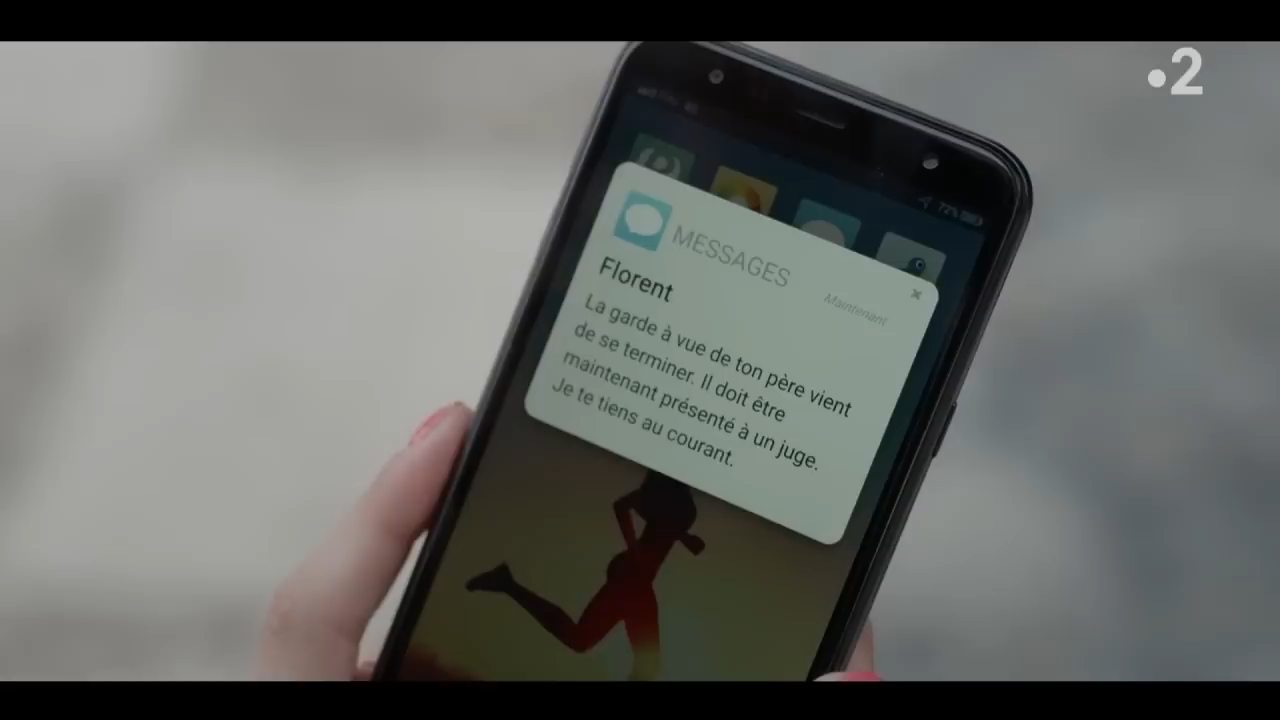 2
72%
MESSAGES
Maintenant
Florent
La garde à vue de ton père vient
de se terminer. Il doit être
maintenant présenté à un juge.
Je te tiens au courant.